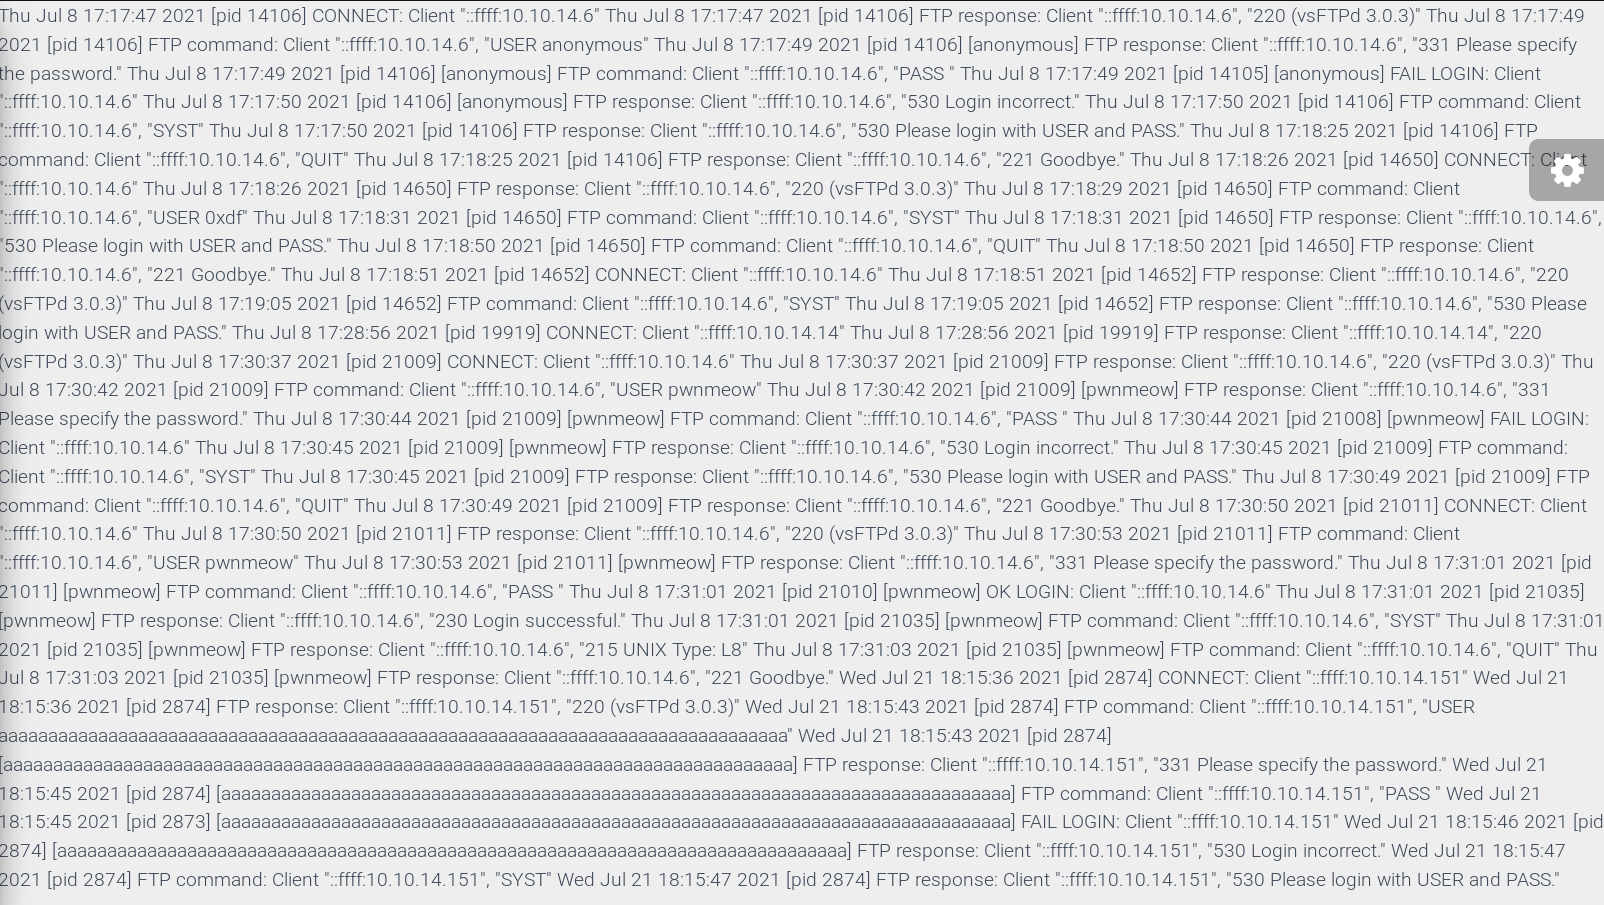 Thu Jul 8 17:17:47 2021 [pid 14106] CONNECT: Client "::ffff:10.10.14.6" Thu Jul 8 17:17:47 2021 [pid 14106] FTP response: Client "::ffff:10.10.14.6", "220 (vsFTPd 3.0.3)" Thu Jul 8 17:17:49
2021 [pid 14106] FTP command: Client "::ffff:10.10.14.6", "USER anonymous" Thu Jul 8 17:17:49 2021 [pid 14106] [anonymous] FTP response: Client "::ffff:10.10.14.6", "331 Please specify
the password." Thu Jul 8 17:17:49 2021 [pid 14106] [anonymous] FTP command: Client "::ffff:10.10.14.6", "PASS " Thu Jul 8 17:17:49 2021 [pid 14105] [anonymous] FAIL LOGIN: Client
"::ffff:10.10.14.6" Thu Jul 8 17:17:50 2021 [pid 14106] [anonymous] FTP response: Client "::ffff:10.10.14.6", "530 Login incorrect." Thu Jul 8 17:17:50 2021 [pid 14106] FTP command: Client
"::ffff:10.10.14.6", "SYST" Thu Jul 8 17:17:50 2021 [pid 14106] FTP response: Client "::ffff:10.10.14.6", "530 Please login with USER and PASS." Thu Jul 8 17:18:25 2021 [pid 14106] FTP
command: Client "::ffff:10.10.14.6", "QUIT" Thu Jul 8 17:18:25 2021 [pid 14106] FTP response: Client "::ffff:10.10.14.6", "221 Goodbye." Thu Jul 8 17:18:26 2021 [pid 14650] CONNECT: Client
"::ffff:10.10.14.6" Thu Jul 8 17:18:26 2021 [pid 14650] FTP response: Client "::ffff:10.10.14.6", "220 (vsFTPd 3.0.3)" Thu Jul 8 17:18:29 2021 [pid 14650] FTP command: Client
"::ffff:10.10.14.6", "USER 0xdf" Thu Jul 8 17:18:31 2021 [pid 14650] FTP command: Client "::ffff:10.10.14.6", "SYST" Thu Jul 8 17:18:31 2021 [pid 14650] FTP response: Client "::ffff:10.10.14.6",
"530 Please login with USER and PASS." Thu Jul 8 17:18:50 2021 [pid 14650] FTP command: Client "::ffff:10.10.14.6", "QUIT" Thu Jul 8 17:18:50 2021 [pid 14650] FTP response: Client
"::ffff:10.10.14.6", "221 Goodbye." Thu Jul 8 17:18:51 2021 [pid 14652] CONNECT: Client "::ffff:10.10.14.6" Thu Jul 8 17:18:51 2021 [pid 14652] FTP response: Client "::ffff:10.10.14.6", "220
(vsFTPd 3.0.3)" Thu Jul 8 17:19:05 2021 [pid 14652] FTP command: Client "::ffff:10.10.14.6", "SYST" Thu Jul 8 17:19:05 2021 [pid 14652] FTP response: Client "::ffff:10.10.14.6", "530 Please
login with USER and PASS." Thu Jul 8 17:28:56 2021 [pid 19919] CONNECT: Client "::ffff:10.10.14.14" Thu Jul 8 17:28:56 2021 [pid 19919] FTP response: Client "::ffff:10.10.14.14", "220
(vsFTPd 3.0.3)" Thu Jul 8 17:30:37 2021 [pid 21009] CONNECT: Client "::ffff:10.10.14.6" Thu Jul 8 17:30:37 2021 [pid 21009] FTP response: Client "::ffff:10.10.14.6", "220 (vsFTPd 3.0.3)" Thu
Jul 8 17:30:42 2021 [pid 21009] FTP command: Client "::ffff:10.10.14.6", "USER pwnmeow" Thu Jul 8 17:30:42 2021 [pid 21009] [pwnmeow] FTP response: Client "::ffff:10.10.14.6", "331
Please specify the password." Thu Jul 8 17:30:44 2021 [pid 21009] [pwnmeow] FTP command: Client "::ffff:10.10.14.6", "PASS " Thu Jul 8 17:30:44 2021 [pid 21008] [pwnmeow] FAIL LOGIN:
Client "::ffff:10.10.14.6" Thu Jul 8 17:30:45 2021 [pid 21009] [pwnmeow] FTP response: Client "::ffff:10.10.14.6", "530 Login incorrect." Thu Jul 8 17:30:45 2021 [pid 21009] FTP command:
Client "::ffff:10.10.14.6", "SYST" Thu Jul 8 17:30:45 2021 [pid 21009] FTP response: Client "::ffff:10.10.14.6", "530 Please login with USER and PASS." Thu Jul 8 17:30:49 2021 [pid 21009] FTP
command: Client "::ffff:10.10.14.6", "QUIT" Thu Jul 8 17:30:49 2021 [pid 21009] FTP response: Client "::ffff:10.10.14.6", "221 Goodbye." Thu Jul 8 17:30:50 2021 [pid 21011] CONNECT: Client
"::ffff:10.10.14.6" Thu Jul 8 17:30:50 2021 [pid 21011] FTP response: Client "::ffff:10.10.14.6", "220 (vsFTPd 3.0.3)" Thu Jul 8 17:30:53 2021 [pid 21011] FTP command: Client
"::ffff:10.10.14.6", "USER pwnmeow" Thu Jul 8 17:30:53 2021 [pid 21011] [pwnmeow] FTP response: Client "::ffff:10.10.14.6", "331 Please specify the password." Thu Jul 8 17:31:01 2021 [pid
21011] [pwnmeow] FTP command: Client "::ffff:10.10.14.6", "PASS " Thu Jul 8 17:31:01 2021 [pid 21010] [pwnmeow] OK LOGIN: Client "::ffff:10.10.14.6" Thu Jul 8 17:31:01 2021 [pid 21035]
[pwnmeow] FTP response: Client "::ffff:10.10.14.6", "230 Login successful." Thu Jul 8 17:31:01 2021 [pid 21035] [pwnmeow] FTP command: Client "::ffff:10.10.14.6", "SYST" Thu Jul 8 17:31:01
2021 [pid 21035] [pwnmeow] FTP response: Client "::ffff:10.10.14.6", "215 UNIX Type: L8" Thu Jul 8 17:31:03 2021 [pid 21035] [pwnmeow] FTP command: Client "::ffff:10.10.14.6", "QUIT" Thu
Jul 8 17:31:03 2021 [pid 21035] [pwnmeow] FTP response: Client "::ffff:10.10.14.6", "221 Goodbye." Wed Jul 21 18:15:36 2021 [pid 2874] CONNECT: Client "::ffff:10.10.14.151" Wed Jul 21
18:15:36 2021 [pid 2874] FTP response: Client "::ffff:10.10.14.151", "220 (vsFTPd 3.0.3)" Wed Jul 21 18:15:43 2021 [pid 2874] FTP command: Client "::ffff:10.10.14.151", "USER
aaaaaaaaaaaaaaaaaaaaaaaaaaaaaaaaaaaaaaaaaaaaaaaaaaaaaaaaaaaaaaaaaaaaaaaaaaaaaaa" Wed Jul 21 18:15:43 2021 [pid 2874]
[aaaaaaaaaaaaaaaaaaaaaaaaaaaaaaaaaaaaaaaaaaaaaaaaaaaaaaaaaaaaaaaaaaaaaaaaaaaaaaa] FTP response: Client "::ffff:10.10.14.151", "331 Please specify the password." Wed Jul 21
18:15:45 2021 [pid 2874] [aaaaaaaaaaaaaaaaaaaaaaaaaaaaaaaaaaaaaaaaaaaaaaaaaaaaaaaaaaaaaaaaaaaaaaaaaaaaaaa] FTP command: Client "::ffff:10.10.14.151", "PASS " Wed Jul 21
18:15:45 2021 [pid 2873] [aaaaaaaaaaaaaaaaaaaaaaaaaaaaaaaaaaaaaaaaaaaaaaaaaaaaaaaaaaaaaaaaaaaaaaaaaaaaaaa] FAIL LOGIN: Client "::ffff:10.10.14.151" Wed Jul 21 18:15:46 2021 [pid
2874] [aaaaaaaaaaaaaaaaaaaaaaaaaaaaaaaaaaaaaaaaaaaaaaaaaaaaaaaaaaaaaaaaaaaaaaaaaaaaaaa] FTP response: Client "::ffff:10.10.14.151", "530 Login incorrect." Wed Jul 21 18:15:47
2021 [pid 2874] FTP command: Client "::ffff:10.10.14.151", "SYST" Wed Jul 21 18:15:47 2021 [pid 2874] FTP response: Client "::ffff:10.10.14.151", "530 Please login with USER and PASS."